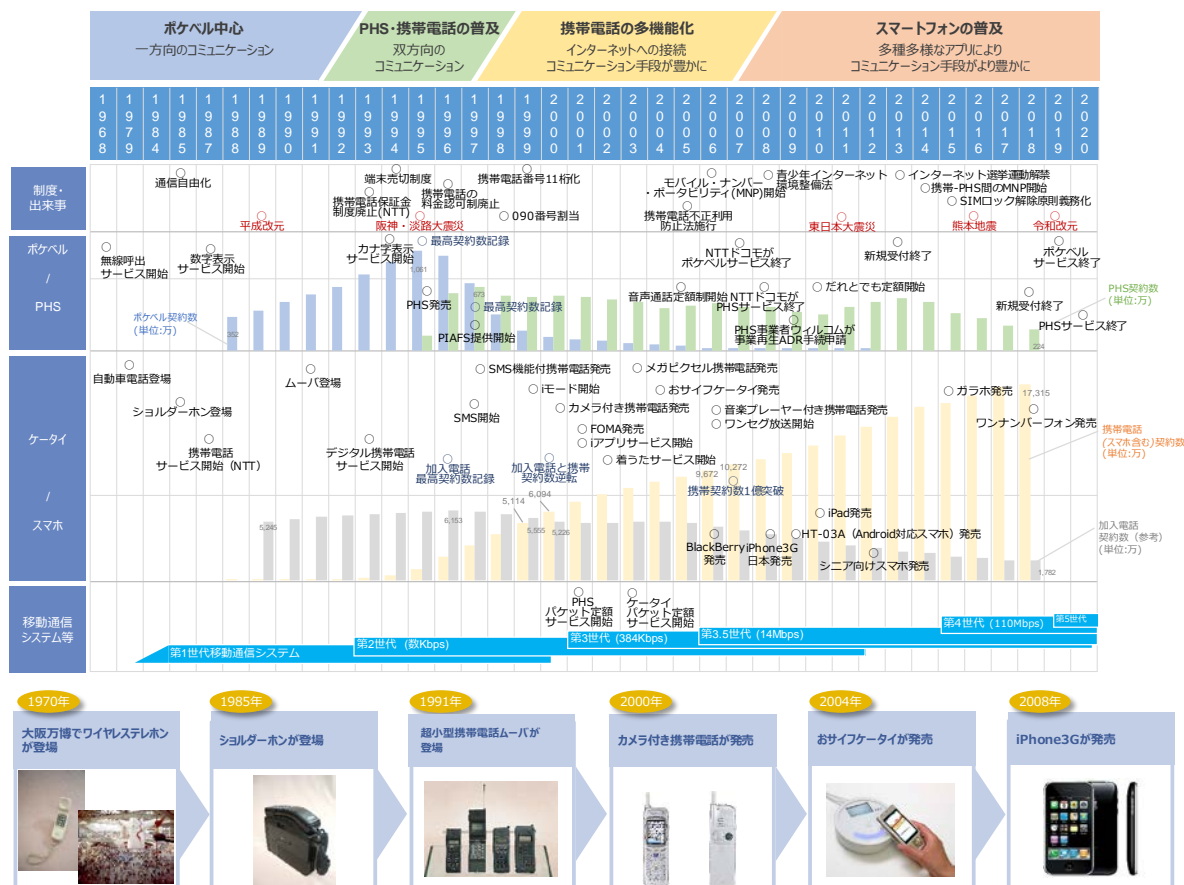 ポケベル中心
一方向のコミュニケーション
PHS・携帯電話の普及
双方向の
コミュニケーション
携帯電話の多機能化
インターネットへの接続
コミュニケーション手段が豊かに
スマートフォンの普及
多種多様なアプリにより
コミュニケーション手段がより豊かに
1968
1979
1984
1985
1987
1988
1989
1990
1991
1992
1993
1994
1995
1996
1997
1998
1999
2000
2001
2002
2003
2004
2005
2006
2007
2008
2009
2010
2011
2012
2013
2014
2015
2016
2017
2018
2019
2020
制度・
出来事
通信自由化
平成改元
端末売切制度
携帯電話保証金
制度廃止(NTT)
携帯電話の
料金認可制廃止
阪神・淡路大震災
携帯電話番号11桁化
090番号割当
モバイル・ナンバー
・ポータビリティ(MNP)開始
携帯電話不正利用
防止法施行
青少年インターネット
環境整備法
東日本大震災
インターネット選挙運動解禁
携帯-PHS間のMNP開始
SIMロック解除原則義務化
熊本地震
令和改元
ポケベル
/
PHS
無線呼出
サービス開始
数字表示
サービス開始
カナ字表示
サービス開始
最高契約数記録
1,061
PHS発売
673
最高契約数記録
PIAFS提供開始
ポケベル契約数
(単位:万)
352
音声通話定額制開始
NTTドコモが
ポケベルサービス終了
NTTドコモが
PHSサービス終了
PHS事業者ウィルコムが
事業再生ADR手続申請
だれとでも定額開始
新規受付終了
ポケベル
サービス終了
新規受付終了
PHSサービス終了
224
PHS契約数
(単位:万)
ケータイ
/
スマホ
自動車電話登場
ショルダーホン登場
携帯電話
サービス開始（NTT）
ムーバ登場
デジタル携帯電話
サービス開始
SMS機能付携帯電話発売
SMS開始
iモード開始
カメラ付き携帯電話発売
FOMA発売
iアプリサービス開始
着うたサービス開始
加入電話
最高契約数記録
加入電話と携帯
契約数逆転
メガピクセル携帯電話発売
おサイフケータイ発売
音楽プレーヤー付き携帯電話発売
ワンセグ放送開始
携帯契約数1億突破
BlackBerry
発売
iPhone3G
日本発売
iPad発売
HT-03A（Android対応スマホ）発売
シニア向けスマホ発売
ガラホ発売
ワンナンバーフォン発売
5,245
6,153
5,114
5,555
6,094
5,226
9,672
10,272
17,315
1,782
携帯電話
(スマホ含む)契約数
(単位:万)
加入電話
契約数（参考）
(単位:万)
移動通信
システム等
PHS
パケット定額
サービス開始
ケータイ
パケット定額
サービス開始
第1世代移動通信システム
第2世代（数Kbps）
第3世代 (384Kbps)
第3.5世代 (14Mbps)
第4世代 (110Mbps)
第5世代
1970年
大阪万博でワイヤレステレホン
が登場
1985年
ショルダーホンが登場
1991年
超小型携帯電話ムーバが
登場
2000年
カメラ付き携帯電話が発売
2004年
おサイフケータイが発売
2008年
iPhone3Gが発売